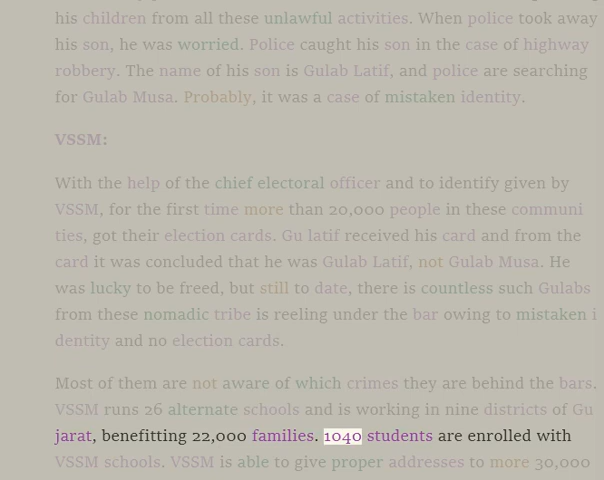 his children from all these unlawful activities. When police took away
his son, he was worried. Police caught his son in the case of highway
robbery. The name of his son is Gulab Latif, and police are searching
for Gulab Musa. Probably, it was a case of mistaken identity.
VSSM:
With the help of the chief electoral officer and to identify given by
VSSM, for the first time more than 20,000 people in these communi
ties, got their election cards. Gu latif received his card and from the
card it was concluded that he was Gulab Latif, not Gulab Musa. He
was lucky to be freed, but still to date, there is countless such Gulabs
from these nomadic tribe is reeling under the bar owing to mistaken i
dentity and no election cards.
Most of them are not aware of which crimes they are behind the bars.
VSSM runs 26 alternate schools and is working in nine districts of Gu
jarat, benefitting 22,000 families. 1040 students are enrolled with
VSSM schools. VSSM is able to give proper addresses to more 30,000